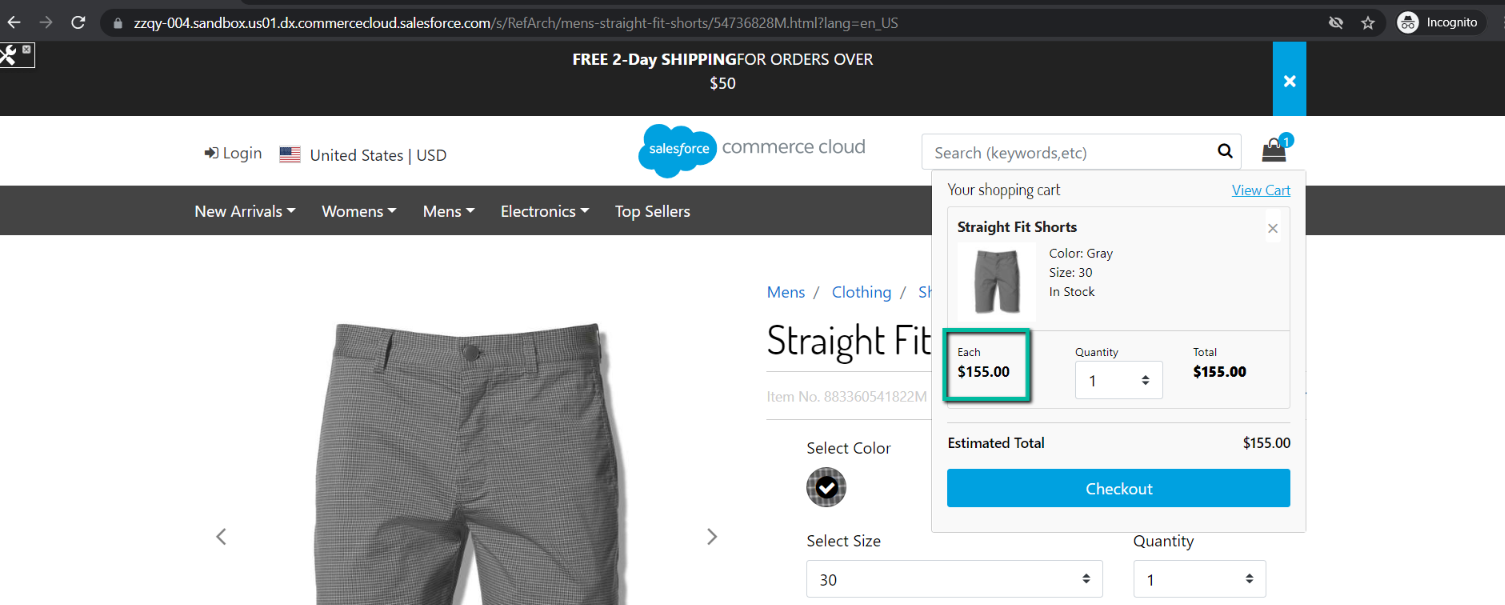 zzqy-004.sandbox.us01.dx.commercecloud.salesforce.com/s/RefArch/mens-straight-fit-shorts/54736828M.html?lang=en_US
Incognito
FREE 2-Day SHIPPINGFOR ORDERS OVER
$50
Login
United States | USD
salesforce commerce cloud
Search (keywords,etc)
1
New Arrivals
Womens
Mens
Electronics
Top Sellers
Your shopping cart
View Cart
Straight Fit Shorts
Color: Gray
Size: 30
In Stock
Each
$155.00
Quantity
1
Total
$155.00
Estimated Total
$155.00
Checkout
Mens / Clothing / Sh
Straight Fit
Item No. 883360541822M
Select Color
Select Size
30
Quantity
1